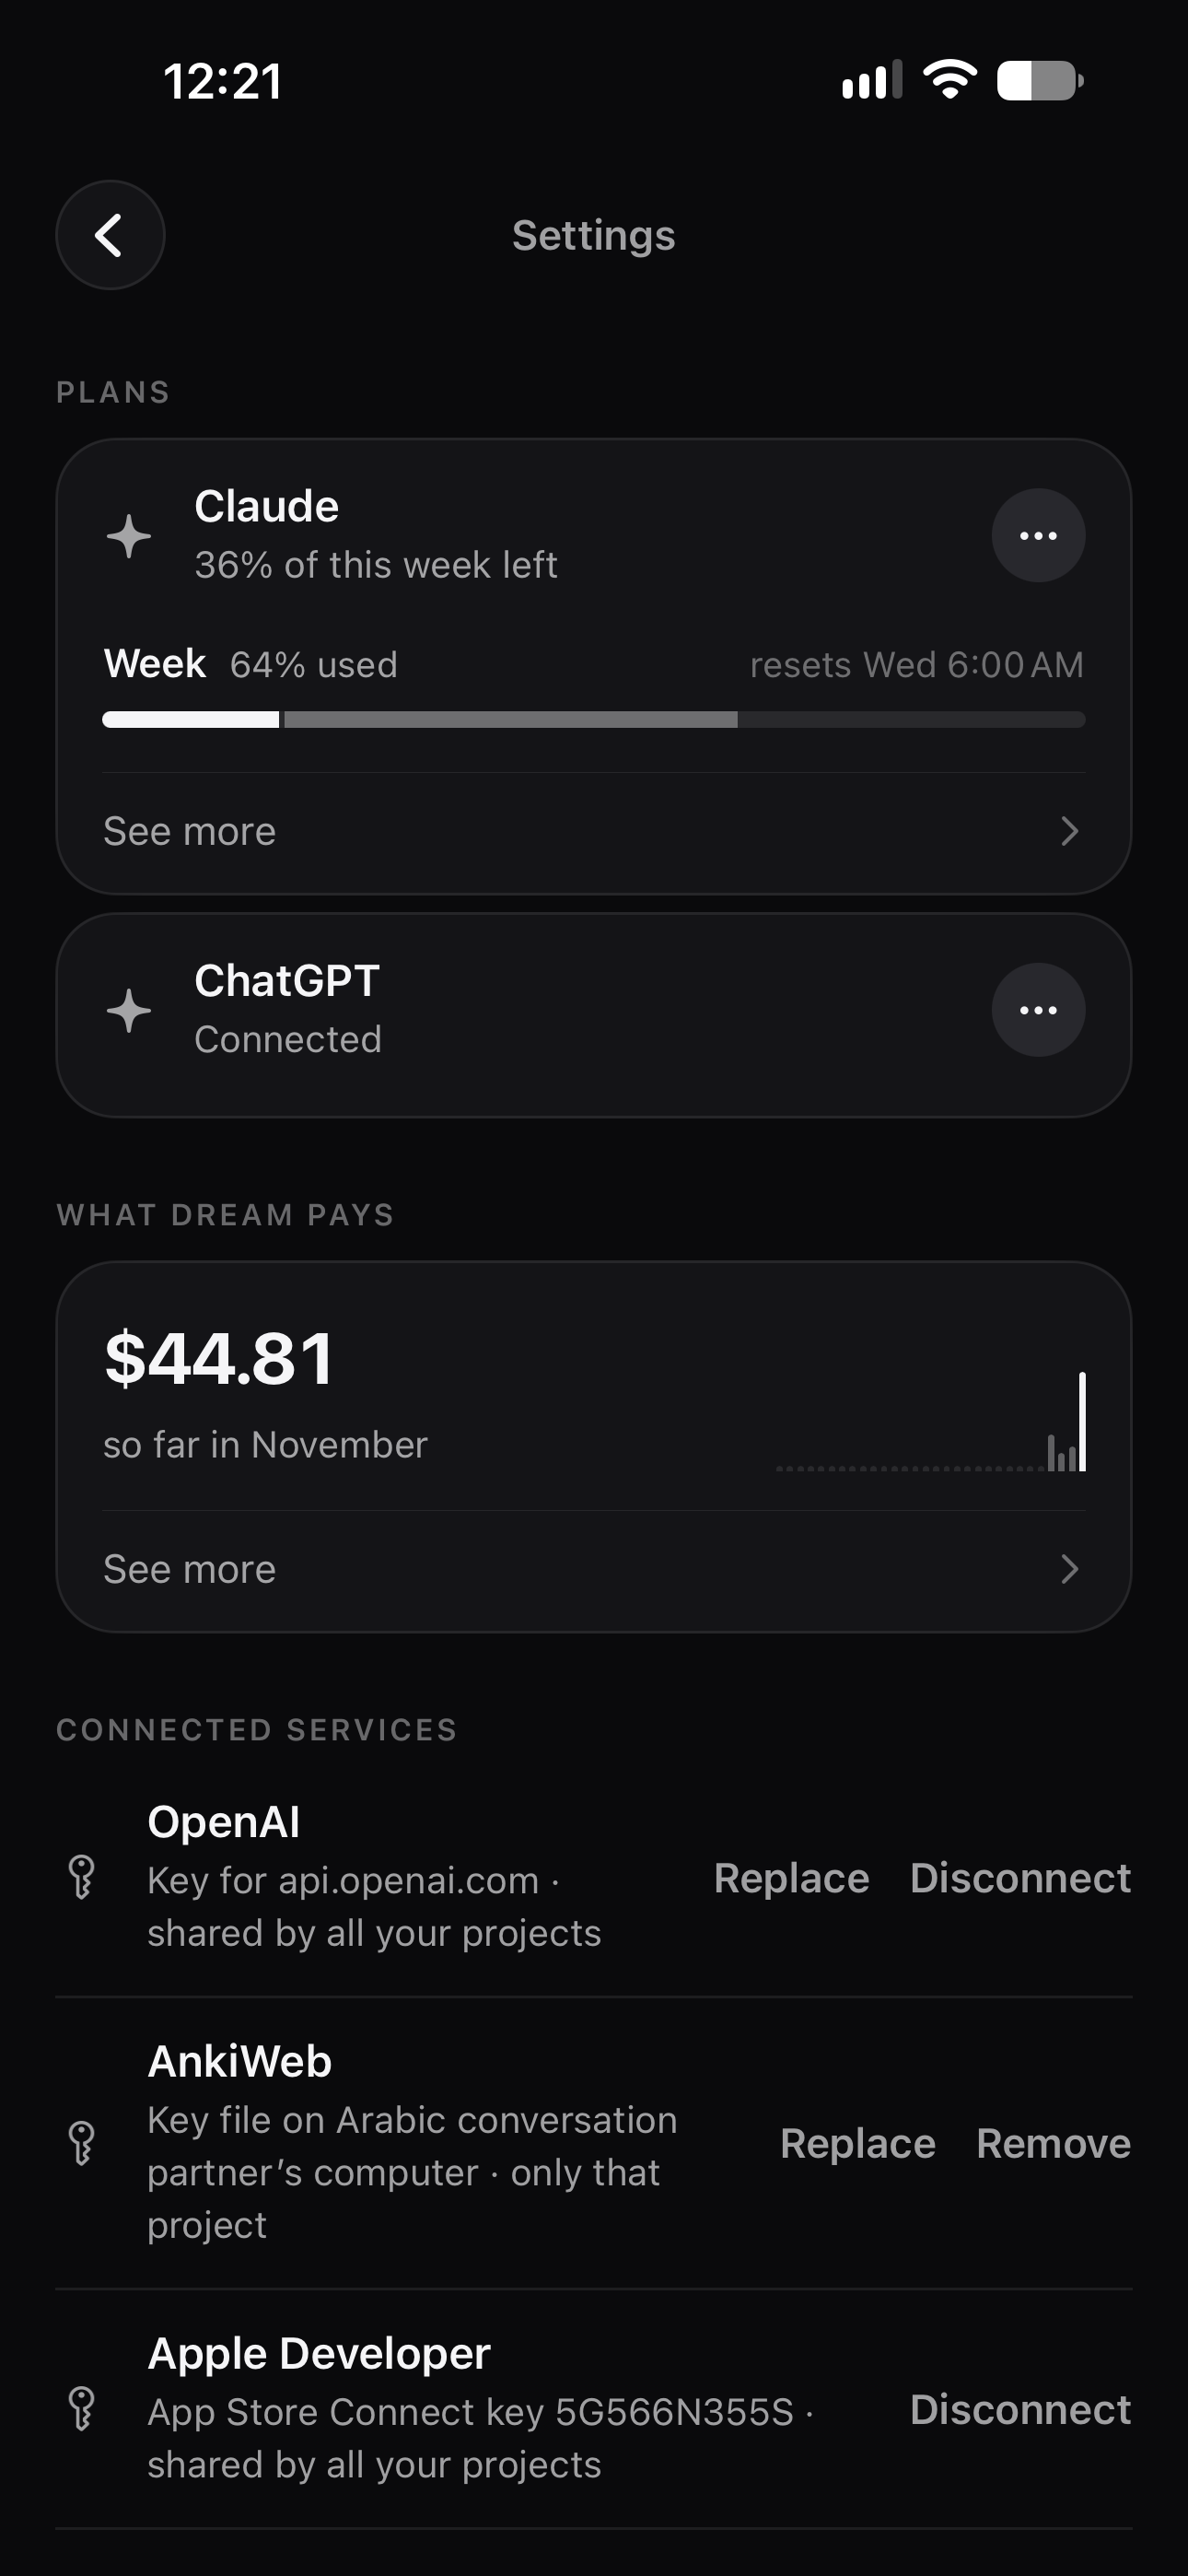 12:21
Settings
PLANS
Claude
36% of this week left
Week 64% used resets Wed 6:00 AM
See more
ChatGPT
Connected
WHAT DREAM PAYS
$44.81
so far in November
See more
CONNECTED SERVICES
OpenAI
Key for api.openai.com ·
shared by all your projects
Replace Disconnect
AnkiWeb
Key file on Arabic conversation
partner’s computer · only that
project
Replace Remove
Apple Developer
App Store Connect key 5G566N355S ·
shared by all your projects
Disconnect